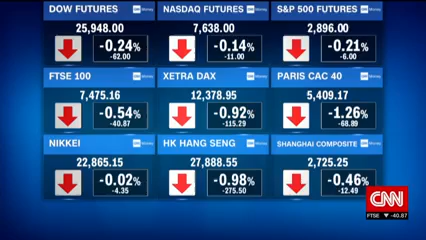 DOW FUTURES
25,948.00
-0.24%
-62.00
NASDAQ FUTURES
7,638.00
-0.14%
-11.00
S&P 500 FUTURES
2,896.00
-0.21%
-6.00
FTSE 100
7,475.16
-0.54%
-40.87
XETRA DAX
12,378.95
-0.92%
-115.29
PARIS CAC 40
5,409.17
-1.26%
-68.89
NIKKEI
22,865.15
-0.02%
-4.35
HK HANG SENG
27,888.55
-0.98%
-275.50
SHANGHAI COMPOSITE
2,725.25
-0.46%
-12.49
CNN
FTSE ▼ -40.87